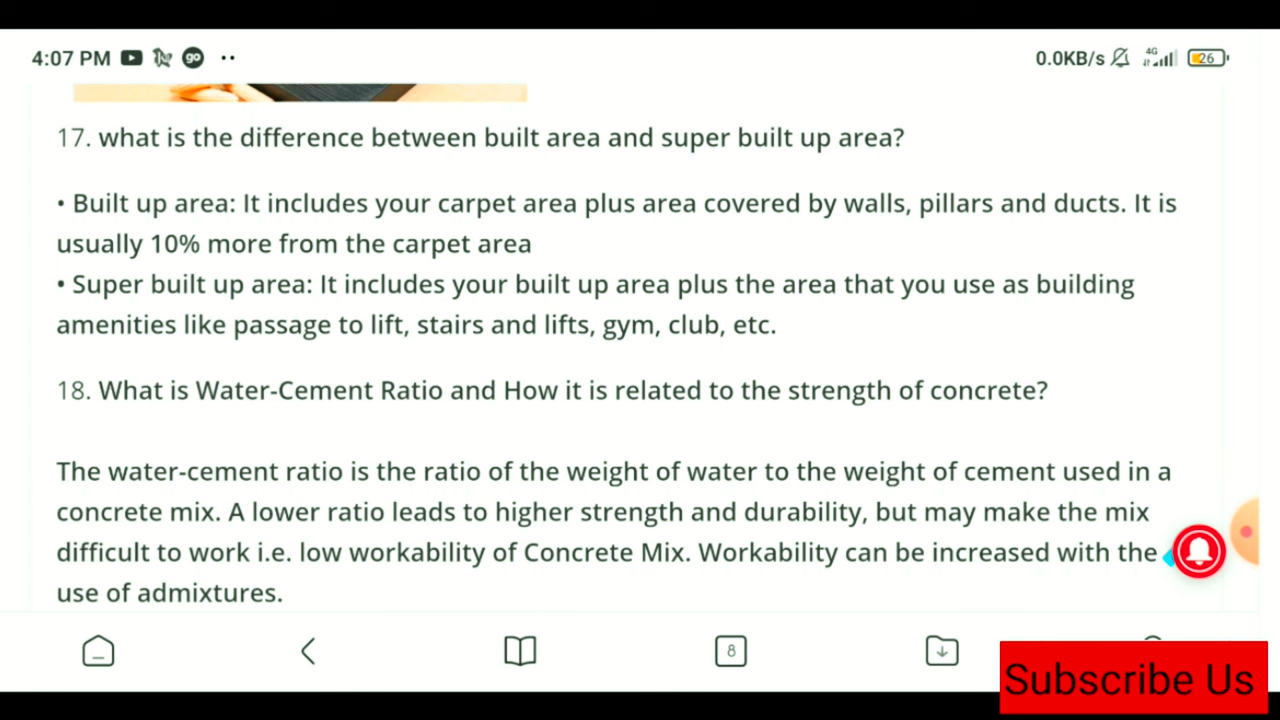 4:07 PM go 0.0KB/s 4G 26
17. what is the difference between built area and super built up area?
• Built up area: It includes your carpet area plus area covered by walls, pillars and ducts. It is
usually 10% more from the carpet area
• Super built up area: It includes your built up area plus the area that you use as building
amenities like passage to lift, stairs and lifts, gym, club, etc.
18. What is Water-Cement Ratio and How it is related to the strength of concrete?
The water-cement ratio is the ratio of the weight of water to the weight of cement used in a
concrete mix. A lower ratio leads to higher strength and durability, but may make the mix
difficult to work i.e. low workability of Concrete Mix. Workability can be increased with the
use of admixtures.
8
Subscribe Us